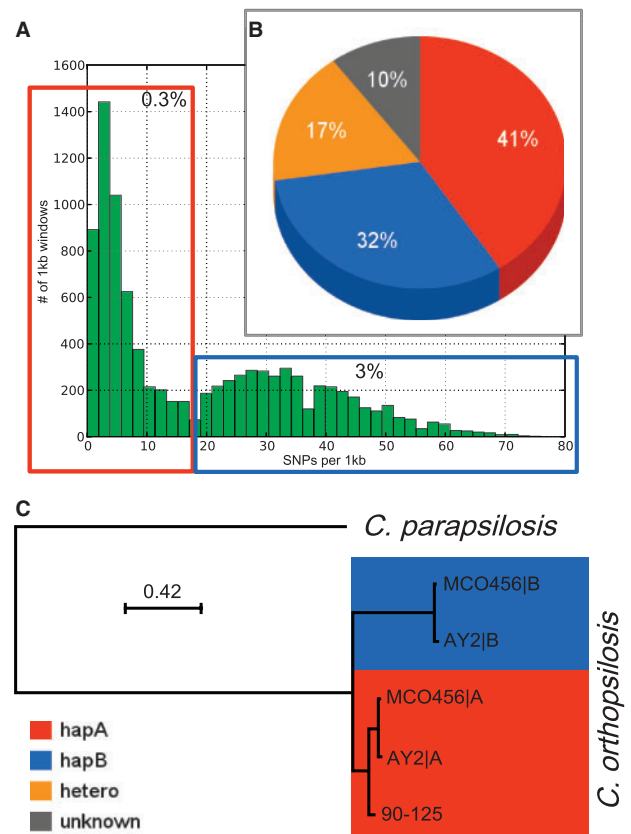 A
B
1600
1400
1200
1000
800
600
400
200
0
# of 1kb windows
0.3%
3%
0
10
20
30
40
50
60
70
80
SNPs per 1kb
10%
17%
41%
32%
C
C. parapsilosis
0.42
MCO456|B
AY2|B
MCO456|A
AY2|A
90-125
C. orthopsilosis
hapA
hapB
hetero
unknown